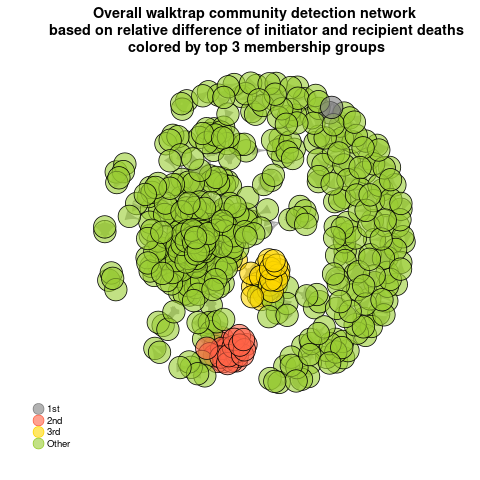 Overall walktrap community detection network
based on relative difference of initiator and recipient deaths
colored by top 3 membership groups
1st
2nd
3rd
Other